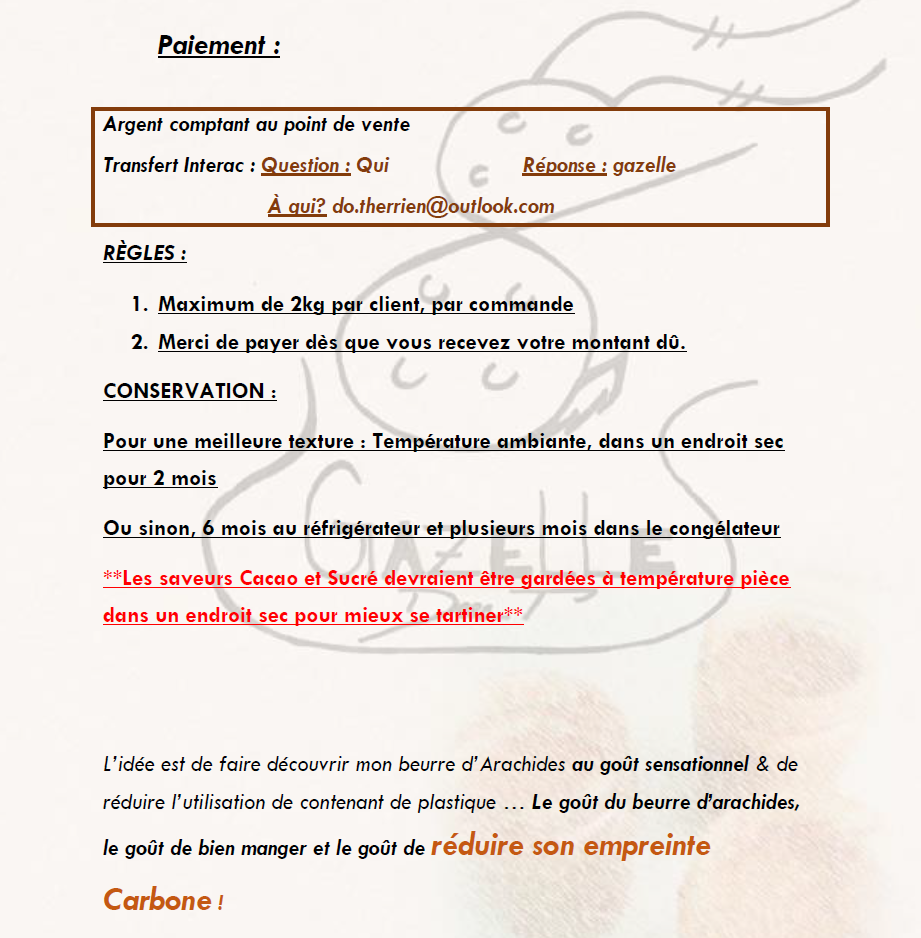 Paiement :
Argent comptant au point de vente
Transfert Interac : Question : Qui Réponse : gazelle
À qui? do.therrien@outlook.com
RÈGLES :
1. Maximum de 2kg par client, par commande
2. Merci de payer dès que vous recevez votre montant dû.
CONSERVATION :
Pour une meilleure texture : Température ambiante, dans un endroit sec
pour 2 mois
Ou sinon, 6 mois au réfrigérateur et plusieurs mois dans le congélateur
GAZELLE
**Les saveurs Cacao et Sucré devraient être gardées à température pièce
dans un endroit sec pour mieux se tartiner**
L'idée est de faire découvrir mon beurre d'Arachides au goût sensationnel & de
réduire l'utilisation de contenant de plastique … Le goût du beurre d'arachides,
le goût de bien manger et le goût de réduire son empreinte
Carbone !